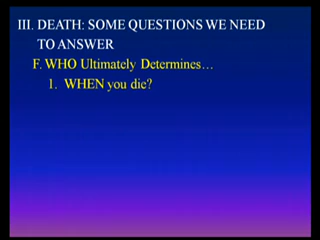 III. DEATH: SOME QUESTIONS WE NEED
TO ANSWER
F. WHO Ultimately Determines…
1. WHEN you die?